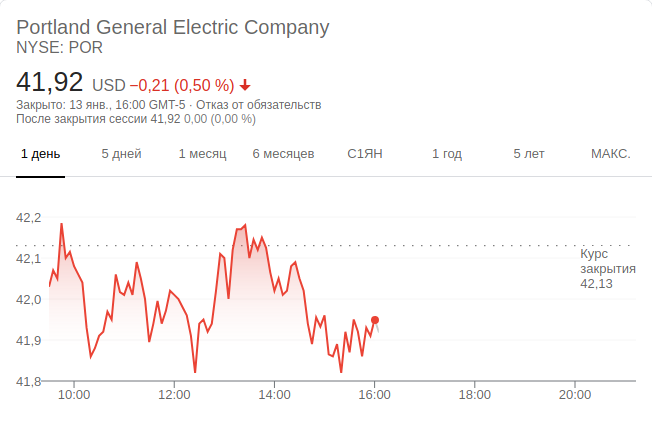 Portland General Electric Company
NYSE: POR
41,92 USD −0,21 (0,50 %)
Закрыто: 13 янв., 16:00 GMT-5 · Отказ от обязательств
После закрытия сессии 41,92 0,00 (0,00 %)
1 день 5 дней 1 месяц 6 месяцев С1ЯН 1 год 5 лет МАКС.
42,2
42,1
42,0
41,9
41,8
Курс
закрытия
42,13
10:00 12:00 14:00 16:00 18:00 20:00